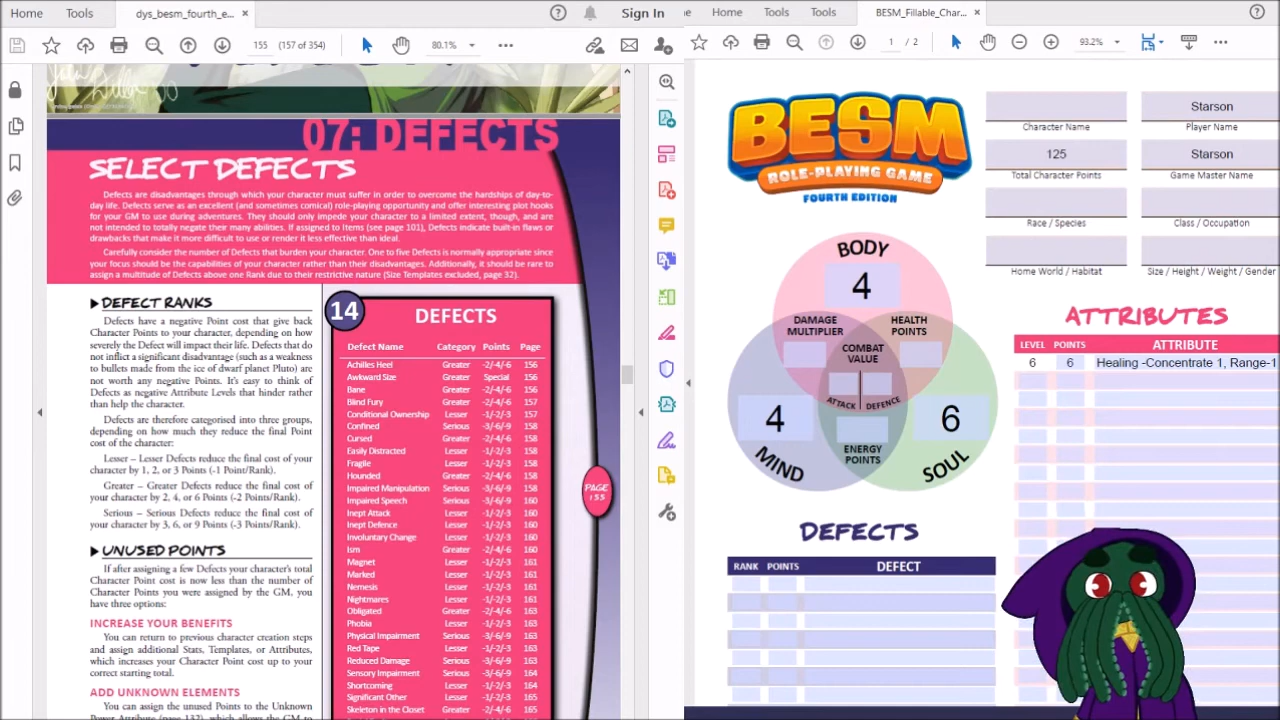 dys_besm_fourth_e... ×
Sign In
Home Tools Tools BESM_Fillable_Char... ×
155 (157 of 354) 80.1%
1 / 2 93.2%
07: DEFECTS
SELECT DEFECTS
Defects are disadvantages through which your character must suffer in order to overcome the hardships of day-to-
day life. Defects serve as an excellent (and sometimes comical) role-playing opportunity and offer interesting plot hooks
for your GM to use during adventures. They should only impede your character to a limited extent, though, and are
not intended to totally negate their many abilities. If assigned to Items (see page 101), Defects indicate built-in flaws or
drawbacks that make it more difficult to use or render it less effective than ideal.
Carefully consider the number of Defects that burden your character. One to five Defects is normally appropriate since
your focus should be the capabilities of your character rather than their disadvantages. Additionally, it should be rare to
assign a multitude of Defects above one Rank due to their restrictive nature (Size Templates excluded, page 32).
DEFECT RANKS
Defects have a negative Point cost that give back
Character Points to your character, depending on how
severely the Defect will impact their life. Defects that do
not inflict a significant disadvantage (such as a weakness
to bullets made from the ice of dwarf planet Pluto) are
not worth any negative Points. It's easy to think of
Defects as negative Attribute Levels that hinder rather
than help the character.
Defects are therefore categorised into three groups,
depending on how much they reduce the final Point
cost of the character:
Lesser – Lesser Defects reduce the final cost of your
character by 1, 2, or 3 Points (-1 Point/Rank).
Greater – Greater Defects reduce the final cost of
your character by 2, 4, or 6 Points (-2 Points/Rank).
Serious – Serious Defects reduce the final cost of
your character by 3, 6, or 9 Points (-3 Points/Rank).
UNUSED POINTS
If after assigning a few Defects your character's total
Character Point cost is now less than the number of
Character Points you were assigned by the GM, you
have three options:
INCREASE YOUR BENEFITS
You can return to previous character creation steps
and assign additional Stats, Templates, or Attributes,
which increases your Character Point cost up to your
correct starting total.
ADD UNKNOWN ELEMENTS
You can assign the unused Points to the Unknown
Power Attribute (page 132), which allows the GM to
14 DEFECTS
Defect Name Category Points Page
Achilles Heel Greater -2/-4/-6 156
Awkward Size Greater Special 156
Bane Greater -2/-4/-6 156
Blind Fury Greater -2/-4/-6 157
Conditional Ownership Lesser -1/-2/-3 157
Confined Serious -3/-6/-9 158
Cursed Greater -2/-4/-6 158
Easily Distracted Lesser -1/-2/-3 158
Fragile Lesser -1/-2/-3 158
Hounded Greater -2/-4/-6 158
Impaired Manipulation Serious -3/-6/-9 158
Impaired Speech Serious -3/-6/-9 160
Inept Attack Lesser -1/-2/-3 160
Inept Defence Lesser -1/-2/-3 160
Involuntary Change Lesser -1/-2/-3 160
Ism Greater -2/-4/-6 160
Magnet Lesser -1/-2/-3 161
Marked Lesser -1/-2/-3 161
Nemesis Lesser -1/-2/-3 161
Nightmares Lesser -1/-2/-3 161
Obligated Greater -2/-4/-6 163
Phobia Lesser -1/-2/-3 163
Physical Impairment Serious -3/-6/-9 163
Red Tape Lesser -1/-2/-3 163
Reduced Damage Serious -3/-6/-9 163
Sensory Impairment Serious -3/-6/-9 164
Shortcoming Lesser -1/-2/-3 164
Significant Other Lesser -1/-2/-3 165
Skeleton in the Closet Greater -2/-4/-6 165
PAGE
155
BESM
ROLE-PLAYING GAME
FOURTH EDITION
Starson
Character Name Player Name
125 Starson
Total Character Points Game Master Name
Race / Species Class / Occupation
Home World / Habitat Size / Height / Weight / Gender
BODY
4
DAMAGE
MULTIPLIER
HEALTH
POINTS
COMBAT
VALUE
ATTACK DEFENCE
4 6
ENERGY
POINTS
MIND SOUL
ATTRIBUTES
LEVEL POINTS ATTRIBUTE
6 6 Healing -Concentrate 1, Range-1
DEFECTS
RANK POINTS DEFECT